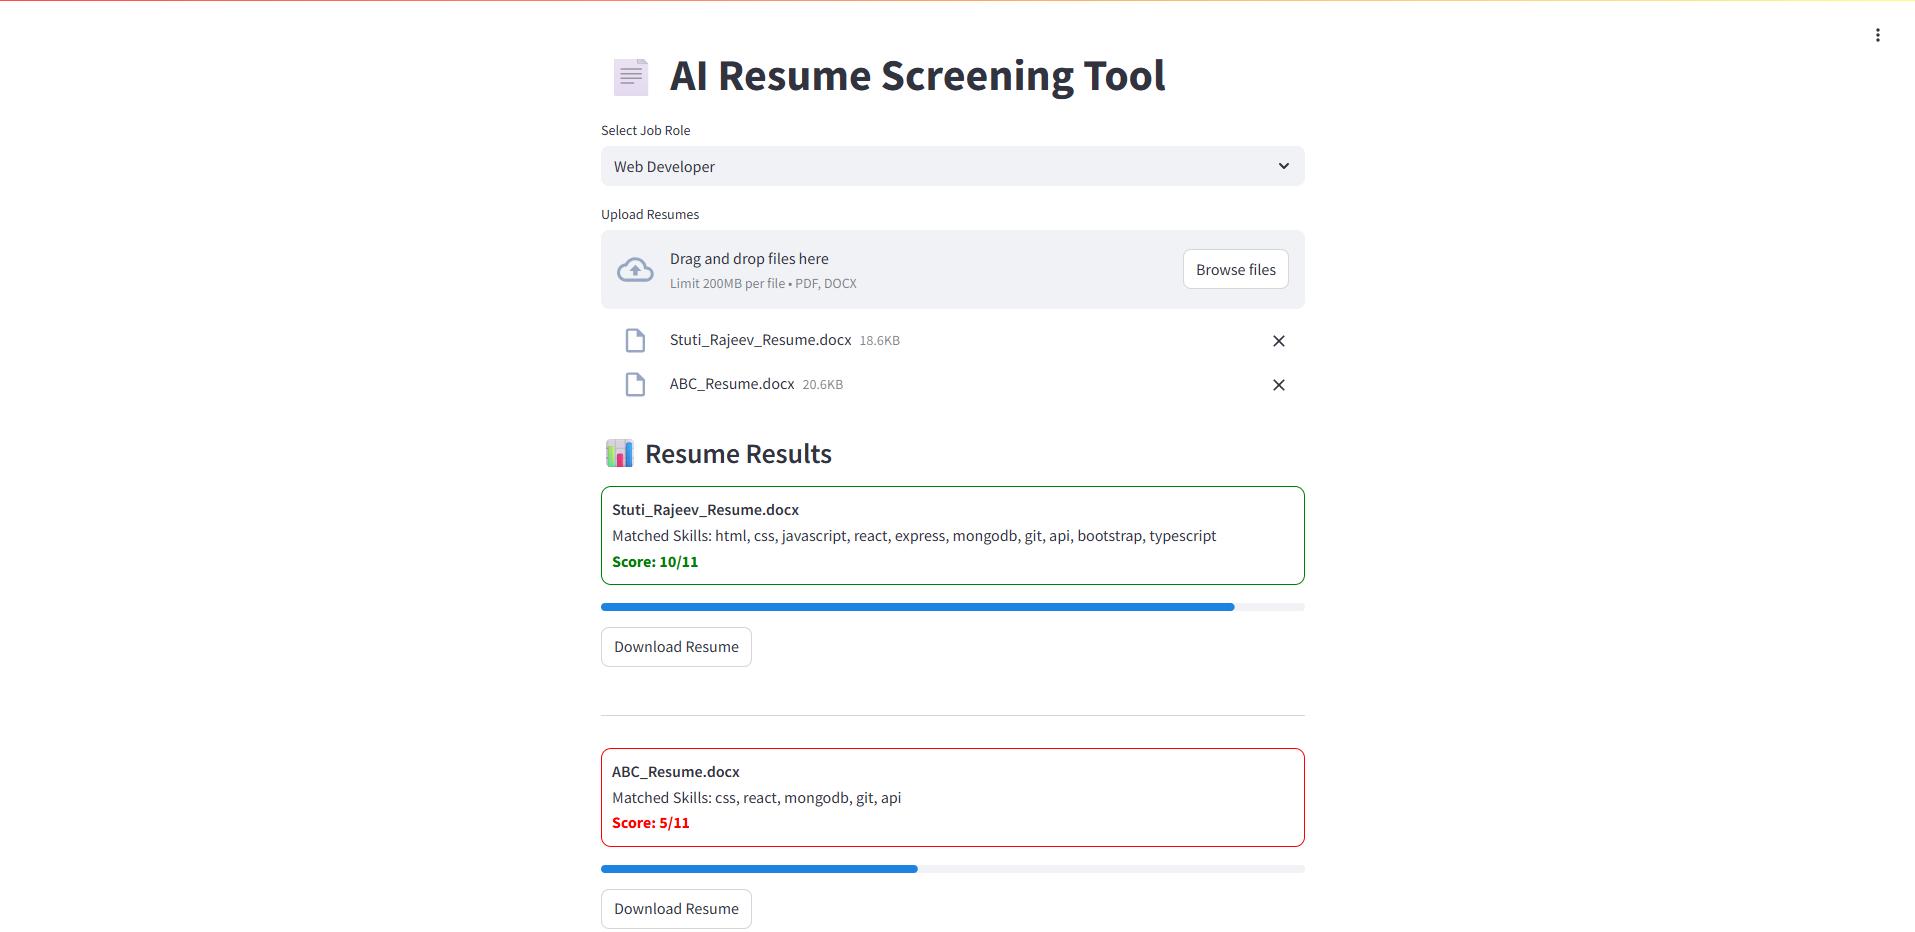 AI Resume Screening Tool
Select Job Role
Web Developer
Upload Resumes
Drag and drop files here
Limit 200MB per file • PDF, DOCX
Browse files
Stuti_Rajeev_Resume.docx 18.6KB
ABC_Resume.docx 20.6KB
Resume Results
Stuti_Rajeev_Resume.docx
Matched Skills: html, css, javascript, react, express, mongodb, git, api, bootstrap, typescript
Score: 10/11
Download Resume
ABC_Resume.docx
Matched Skills: css, react, mongodb, git, api
Score: 5/11
Download Resume